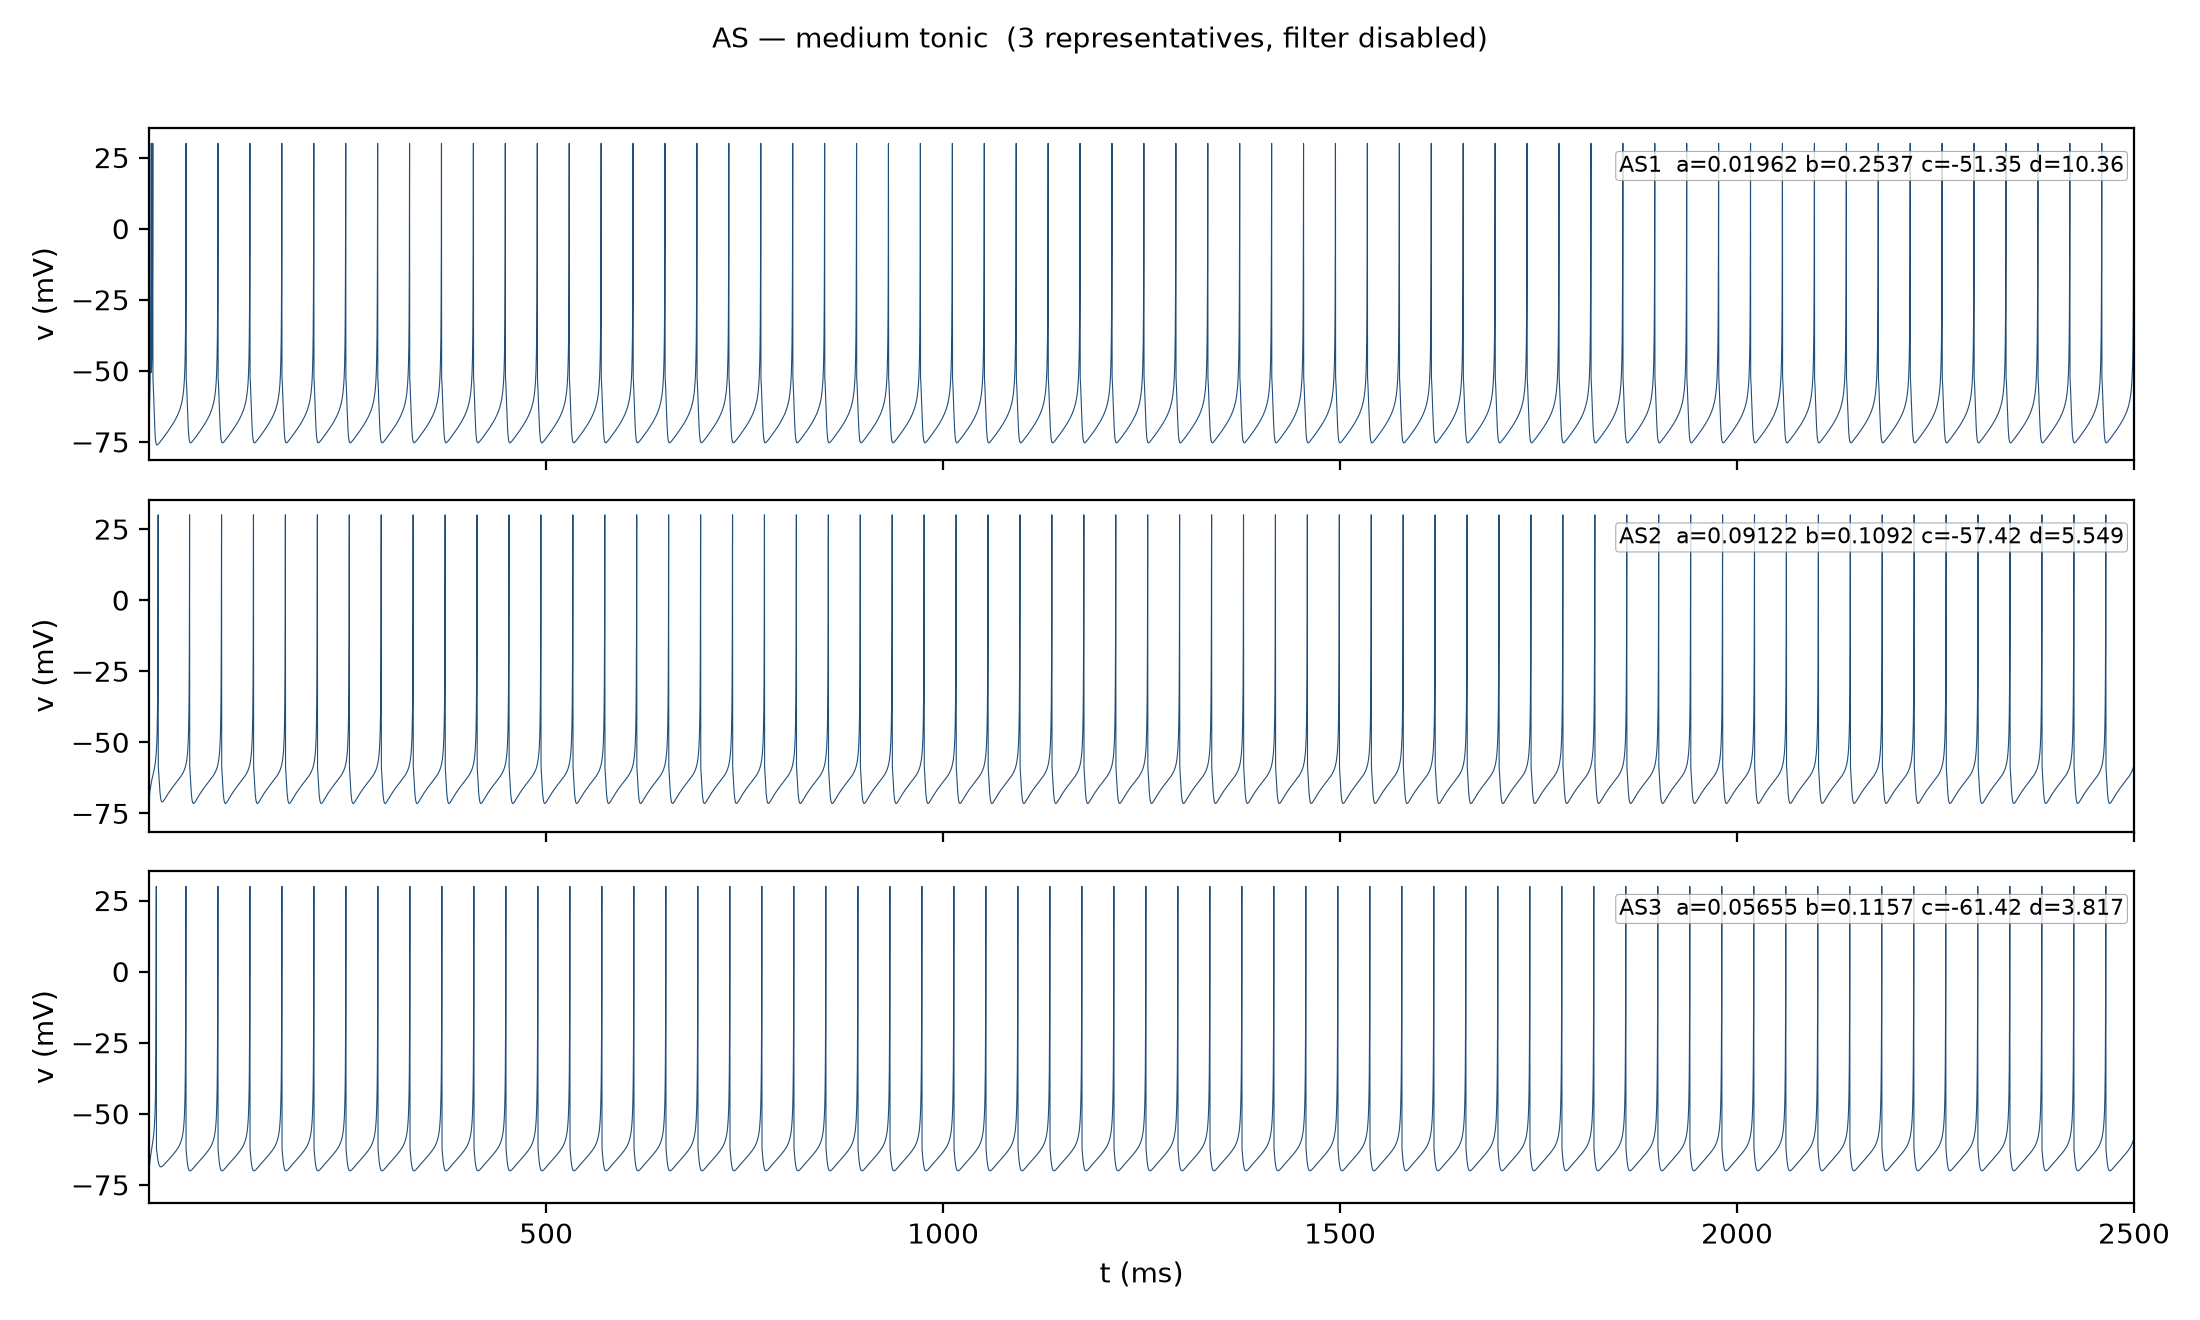 AS — medium tonic  (3 representatives, filter disabled)
25
0
−25
−50
−75
v (mV)
AS1  a=0.01962 b=0.2537 c=-51.35 d=10.36
25
0
−25
−50
−75
v (mV)
AS2  a=0.09122 b=0.1092 c=-57.42 d=5.549
25
0
−25
−50
−75
v (mV)
AS3  a=0.05655 b=0.1157 c=-61.42 d=3.817
500 1000 1500 2000 2500
t (ms)